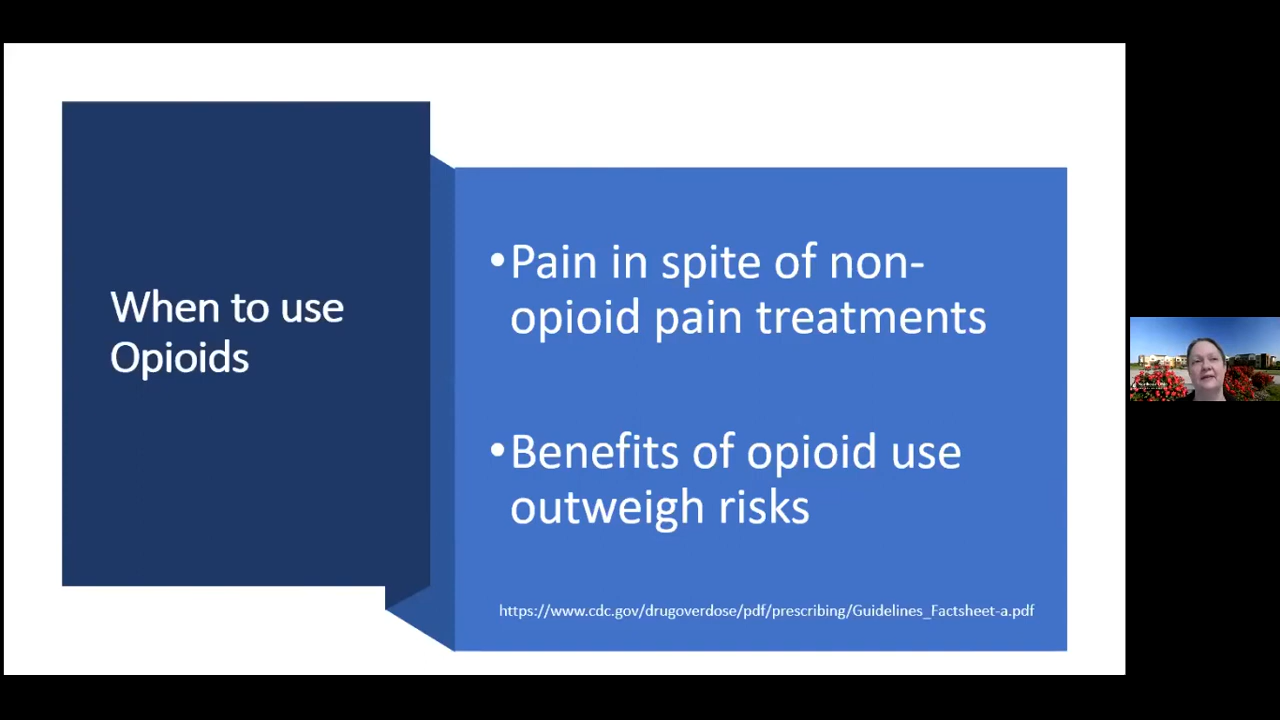 When to use
Opioids
•Pain in spite of non-
opioid pain treatments
•Benefits of opioid use
outweigh risks
https://www.cdc.gov/drugoverdose/pdf/prescribing/Guidelines_Factsheet-a.pdf